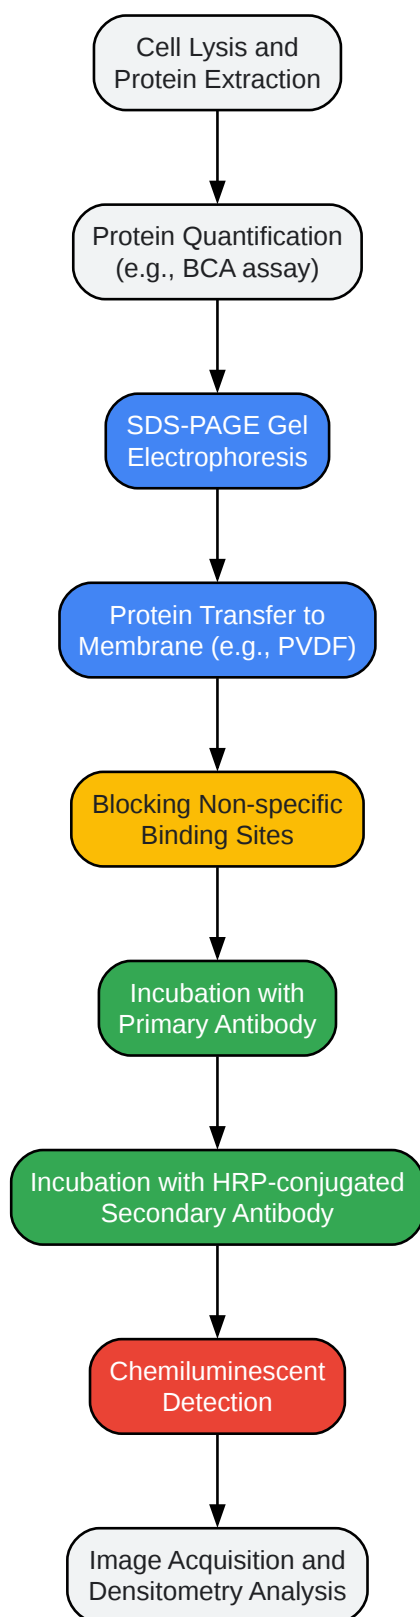 Cell Lysis and
Protein Extraction
Protein Quantification
(e.g., BCA assay)
SDS-PAGE Gel
Electrophoresis
Protein Transfer to
Membrane (e.g., PVDF)
Blocking Non-specific
Binding Sites
Incubation with
Primary Antibody
Incubation with HRP-conjugated
Secondary Antibody
Chemiluminescent
Detection
Image Acquisition and
Densitometry Analysis